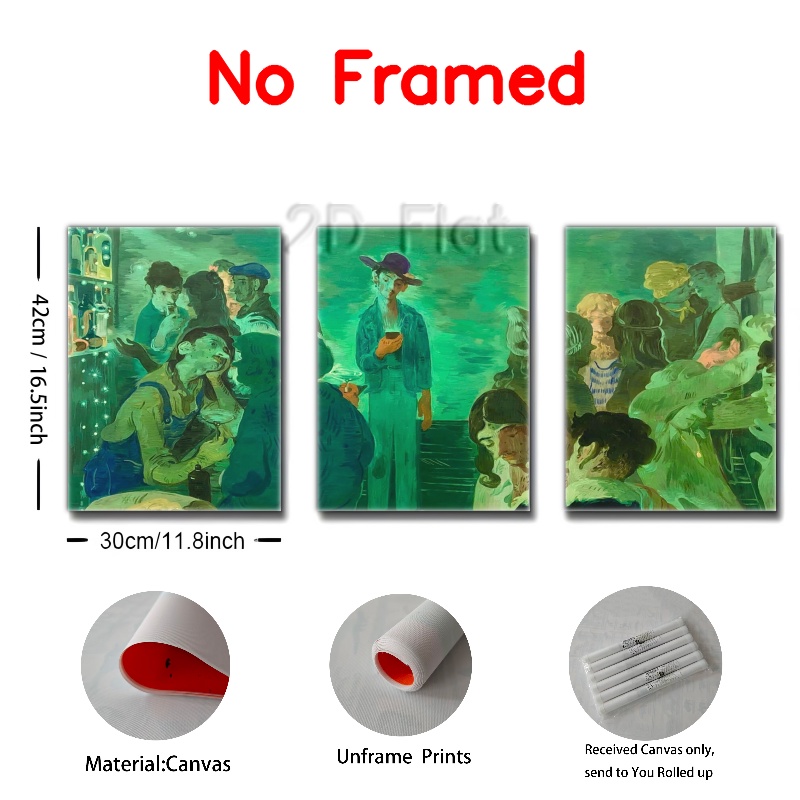 No Framed
2D Flat
42cm / 16.5inch
30cm/11.8inch
Material:Canvas
Unframe Prints
Received Canvas only,
send to You Rolled up